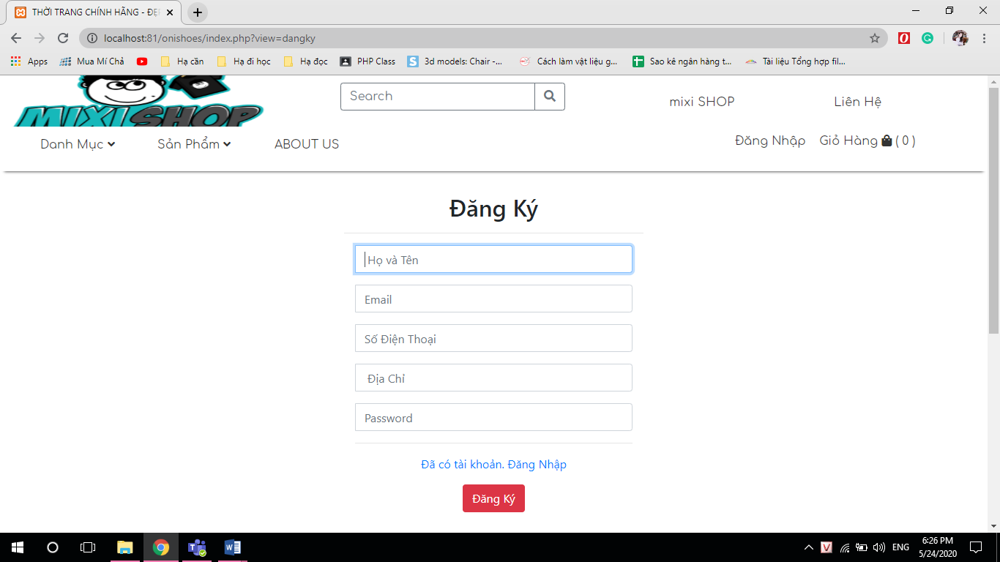 THỜI TRANG CHÍNH HÃNG - ĐẸP
localhost:81/onishoes/index.php?view=dangky
Apps Mua Mí Chả Hạ cần Hạ đi học Hạ đọc PHP Class 3d models: Chair -... Cách làm vật liệu g... Sao kê ngân hàng t... Tài liệu Tổng hợp fil...
MIXI SHOP
Search
mixi SHOP
Liên Hệ
Danh Mục Sản Phẩm ABOUT US
Đăng Nhập Giỏ Hàng ( 0 )
Đăng Ký
Họ và Tên
Email
Số Điện Thoại
Địa Chỉ
Password
Đã có tài khoản. Đăng Nhập
Đăng Ký
ENG
6:26 PM
5/24/2020